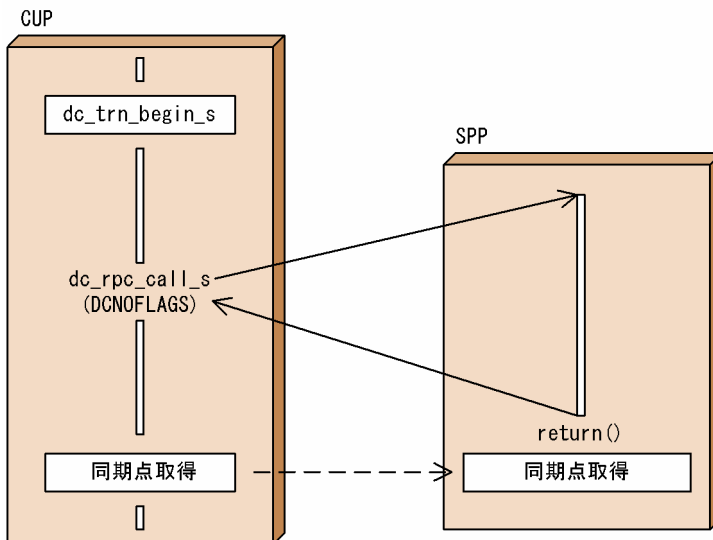 CUP
dc_trn_begin_s
SPP
dc_rpc_call_s
(DCNOFLAGS)
return()
同期点取得
同期点取得